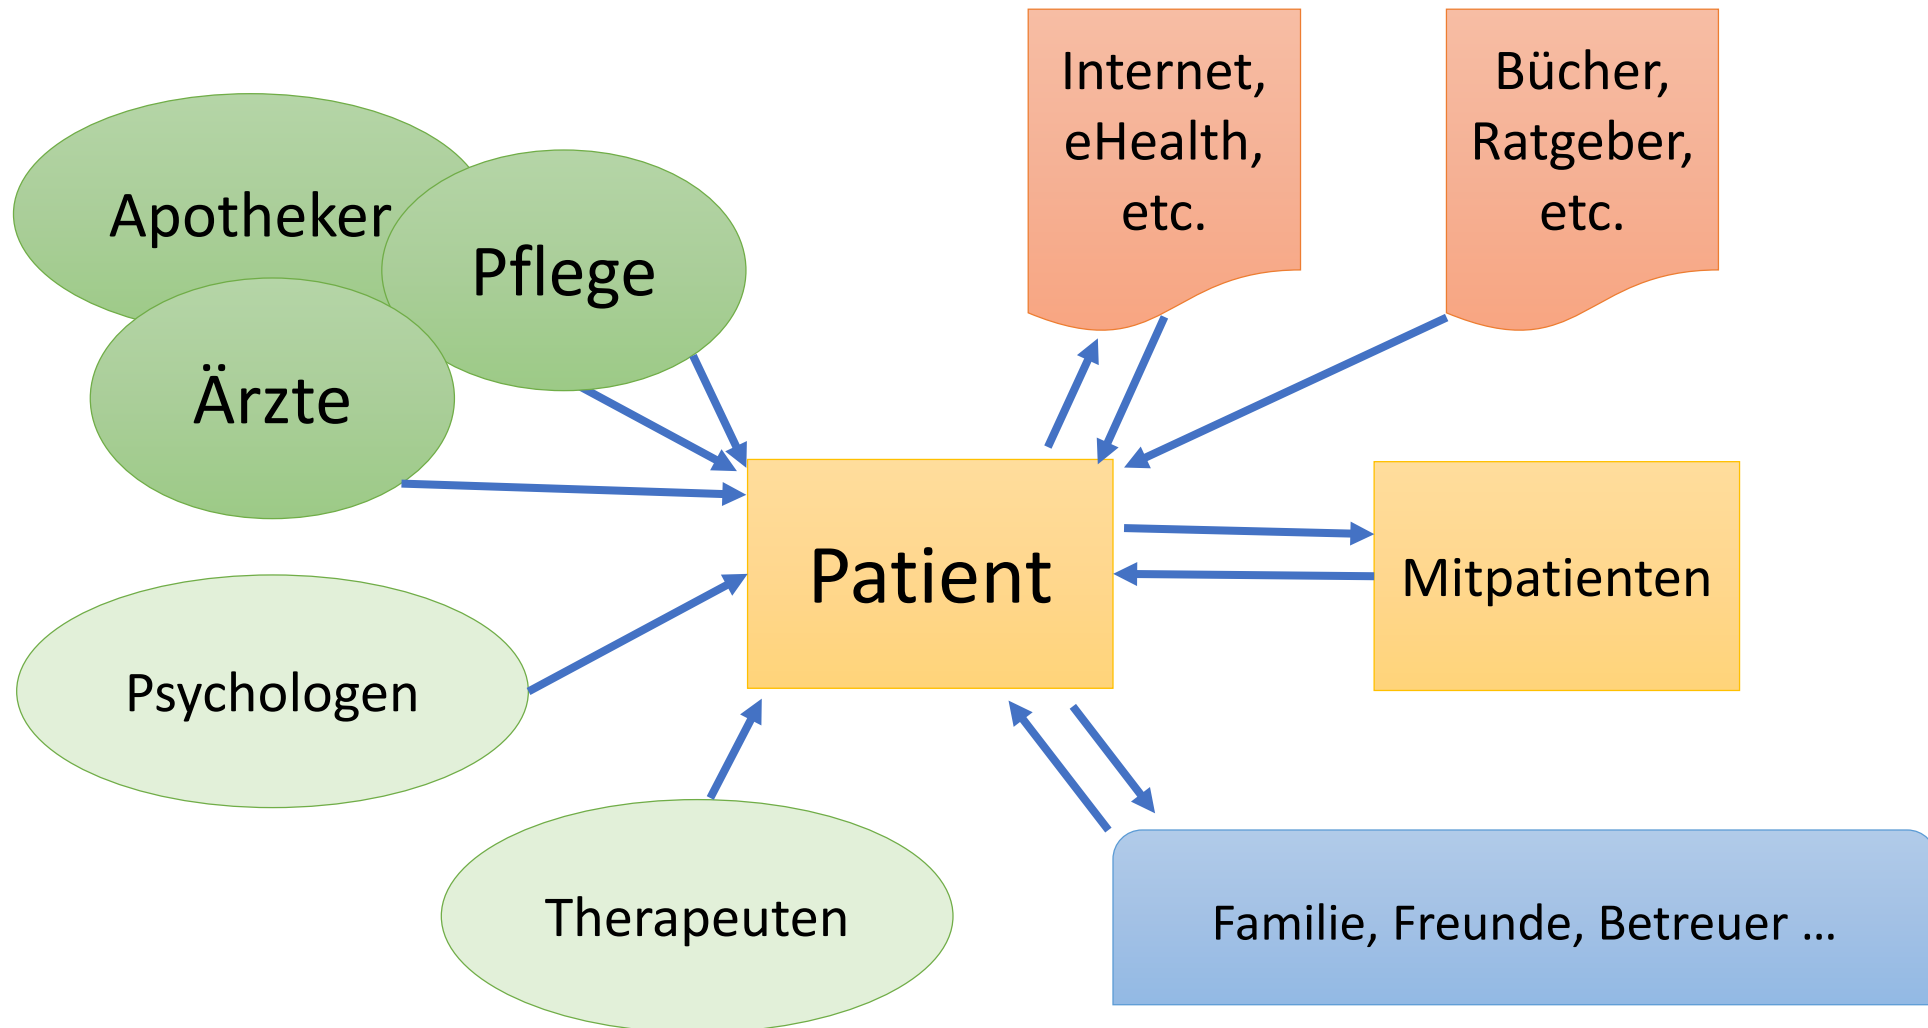 Internet,
eHealth,
etc.
Bücher,
Ratgeber,
etc.
Apotheker
Pflege
Ärzte
Patient
Mitpatienten
Psychologen
Therapeuten
Familie, Freunde, Betreuer ...